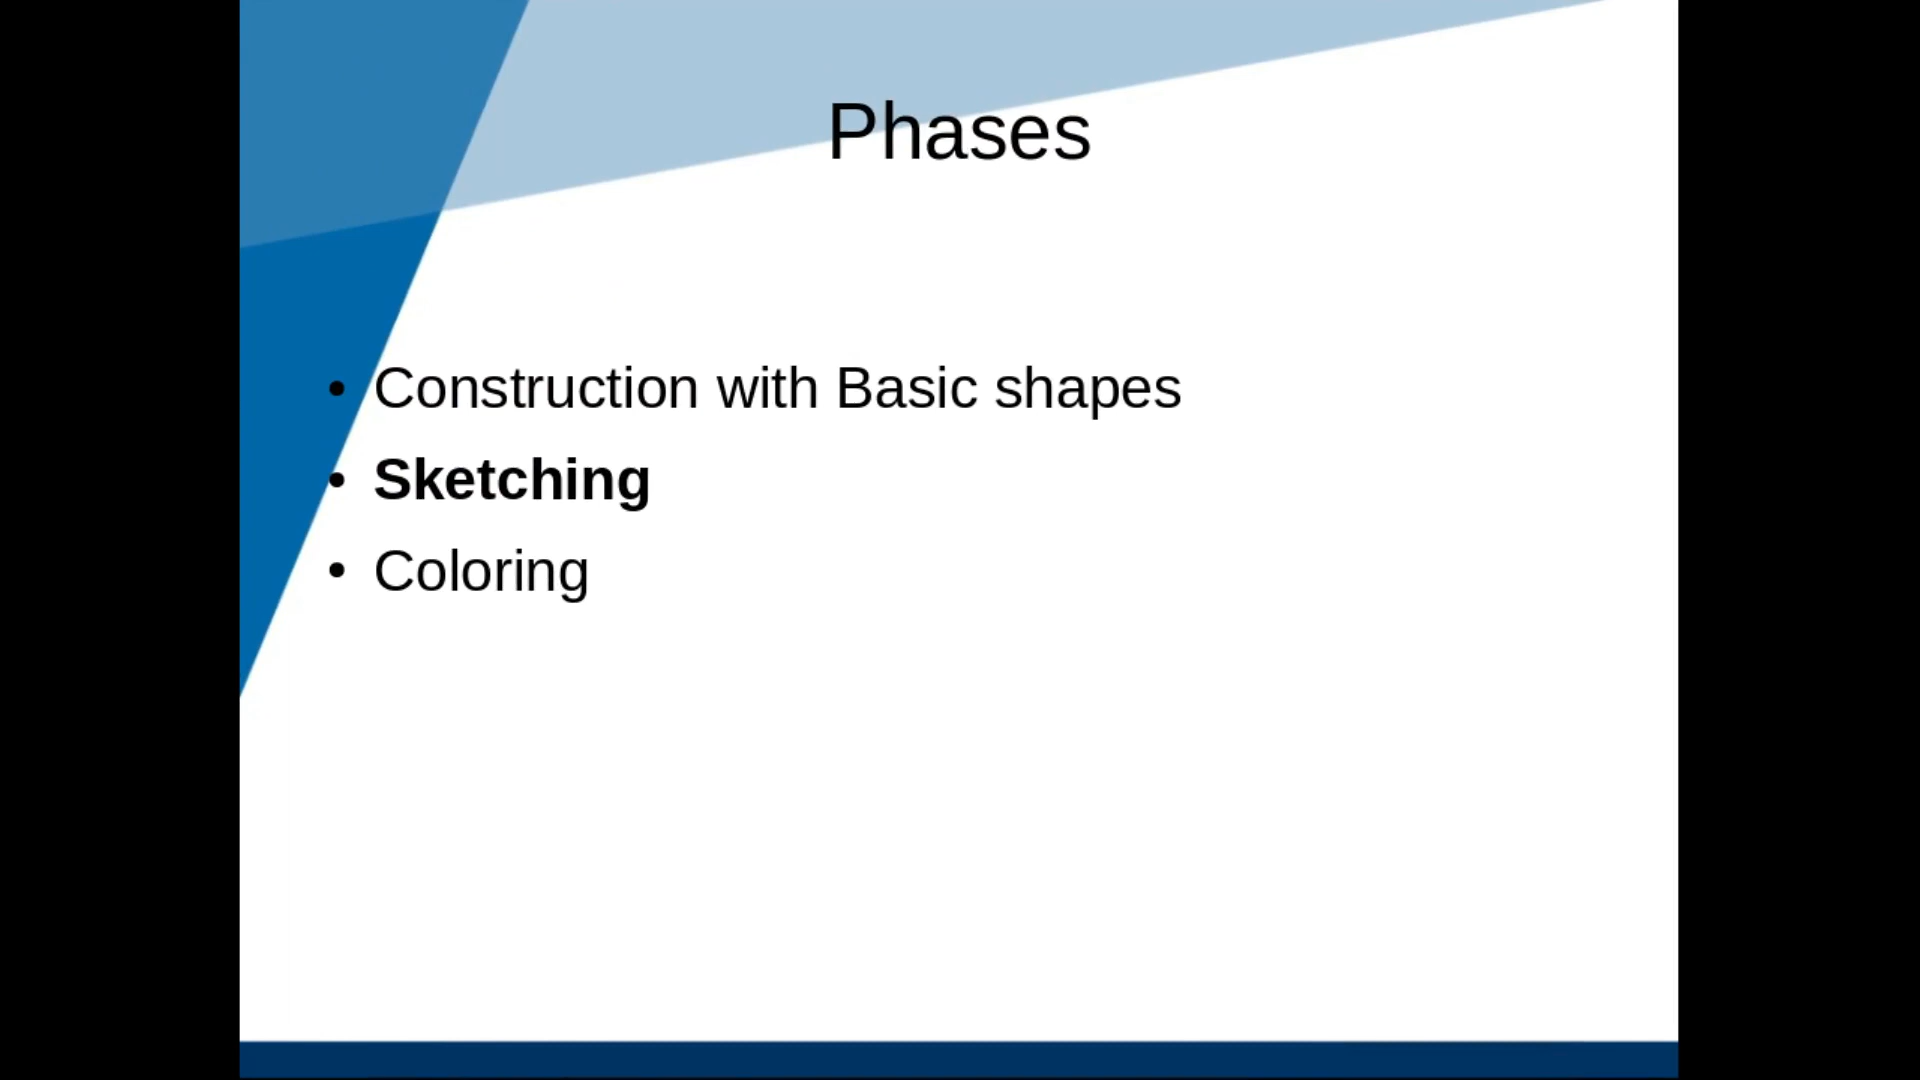 Phases
• Construction with Basic shapes
• Sketching
• Coloring